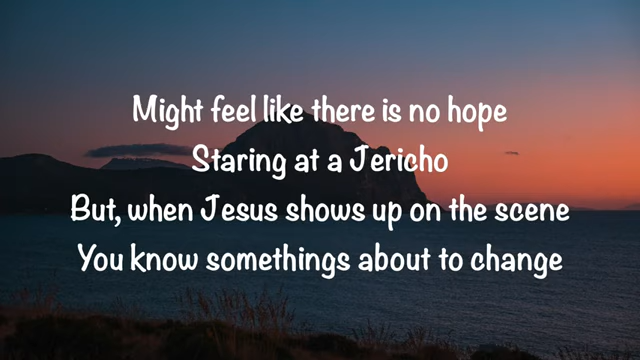 Might feel like there is no hope
Staring at a Jericho
But, when Jesus shows up on the scene
You know somethings about to change